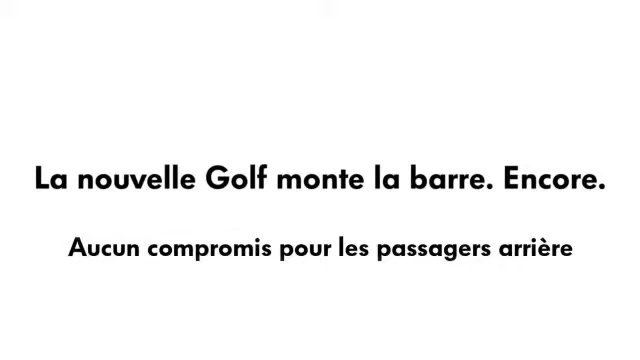 La nouvelle Golf monte la barre. Encore.
Aucun compromis pour les passagers arrière